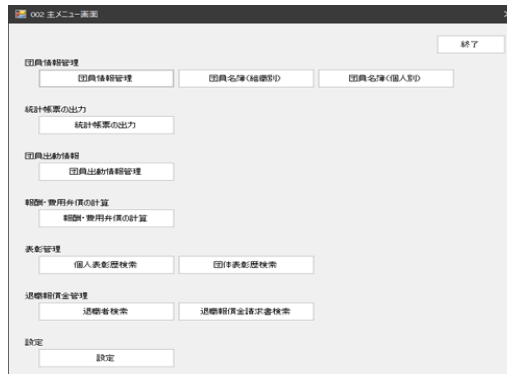 002 主メニュー画面
終了
団員情報管理
団員情報管理 団員名簿(組織別) 団員名簿(個人別)
統計帳票の出力
統計帳票の出力
団員出動情報
団員出動情報管理
報酬・費用弁償の計算
報酬・費用弁償の計算
表彰管理
個人表彰歴検索 団体表彰歴検索
退職報償金管理
退職者検索 退職報償金請求書検索
設定
設定